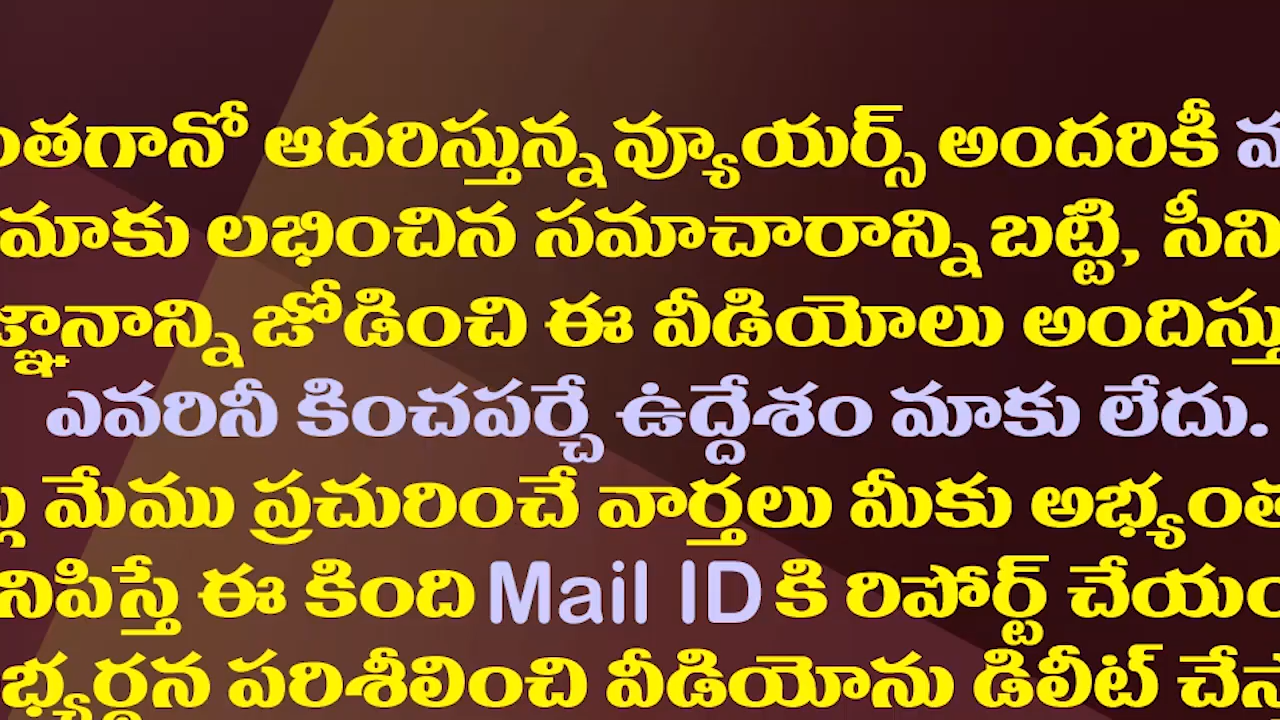 ఆదరిస్తున్న వ్యూయర్స్ అందరికీ
మాకు లభించిన సమాచారాన్ని బట్టి,
జోడించి ఈ వీడియోలు
ఎవరినీ కించపర్చే ఉద్దేశం మాకు లేదు.
మేము ప్రచురించే వార్తలు మీకు
ఈ కింది Mail ID కి రిపోర్ట్
పరిశీలించి వీడియోను డిలీట్